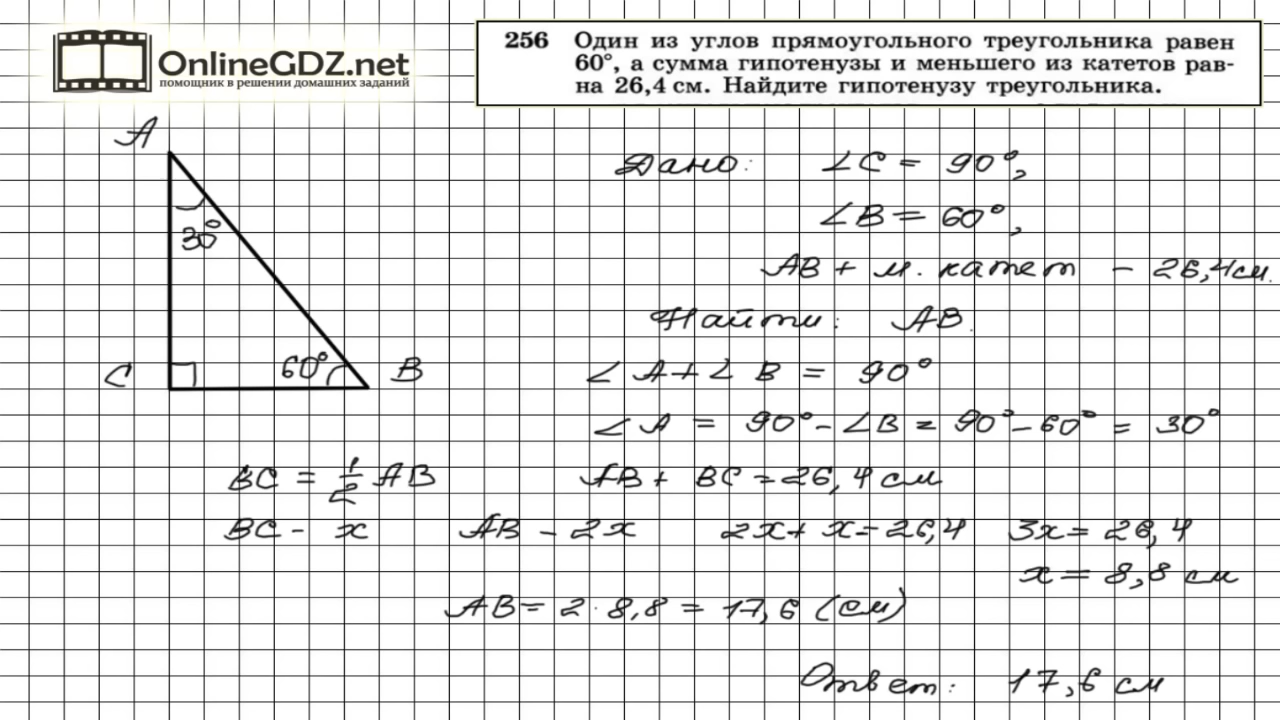 OnlineGDZ.net
помощник в решении домашних заданий
256 Один из углов прямоугольного треугольника равен
60°, а сумма гипотенузы и меньшего из катетов рав-
на 26,4 см. Найдите гипотенузу треугольника.
A
30°
C
60°
B
Дано: ∠C = 90°,
∠B = 60°,
AB + м. катет - 26,4 см.
Найти: AB.
∠A + ∠B = 90°
∠A = 90° - ∠B = 90° - 60° = 30°
BC = 1/2 AB AB + BC = 26,4 см
BC - x AB - 2x 2x + x = 26,4 3x = 26,4
x = 8,8 см
AB = 2 · 8,8 = 17,6 (см)
Ответ: 17,6 см